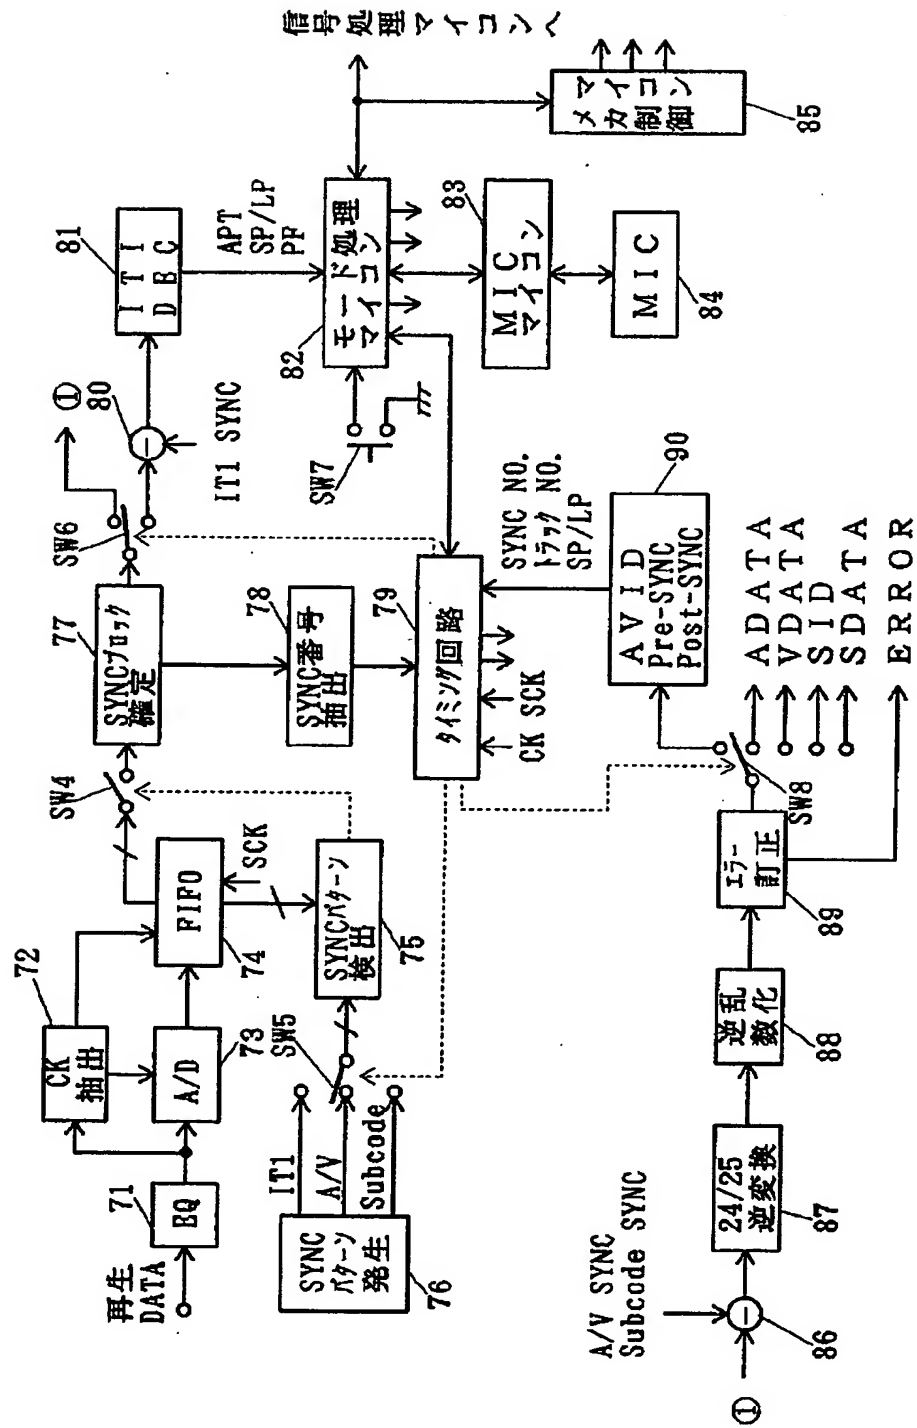 再生
DATA
71
EQ
72
CK
抽出
A/D
73
FIFO
74
SCK
SW4
77
SYNCブロック
確定
SW6
①
80
−
IT1 SYNC
81
ITI
DEC
APT
SP/LP
PF
SYNC
パターン
発生
76
IT1
A/V
Subcode
SW5
SYNCパターン
検出
75
78
SYNC番号
抽出
79
タイミング回路
CK SCK
SYNC NO.
トラック NO.
SP/LP
82
モード処理
マイコン
SW7
信号処理マイコンへ
83
MIC
マイコン
MIC
84
マイコン
メカ制御
85
①
−
86
A/V SYNC
Subcode SYNC
24/25
逆変換
87
逆乱
数化
88
エラー
訂正
89
SW8
90
AVID
Pre-SYNC
Post-SYNC
ADATA
VDATA
SID
SDATA
ERROR